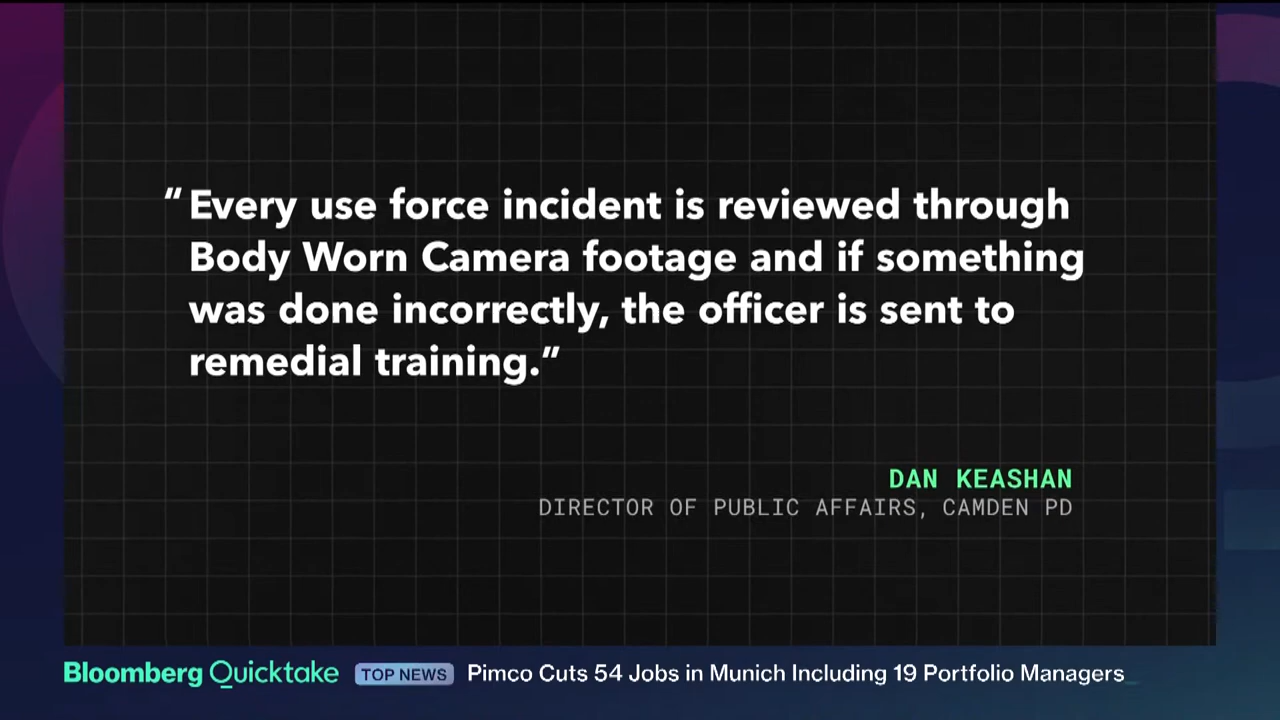 "Every use force incident is reviewed through
Body Worn Camera footage and if something
was done incorrectly, the officer is sent to
remedial training."
DAN KEASHAN
DIRECTOR OF PUBLIC AFFAIRS, CAMDEN PD
Bloomberg Quicktake TOP NEWS Pimco Cuts 54 Jobs in Munich Including 19 Portfolio Managers